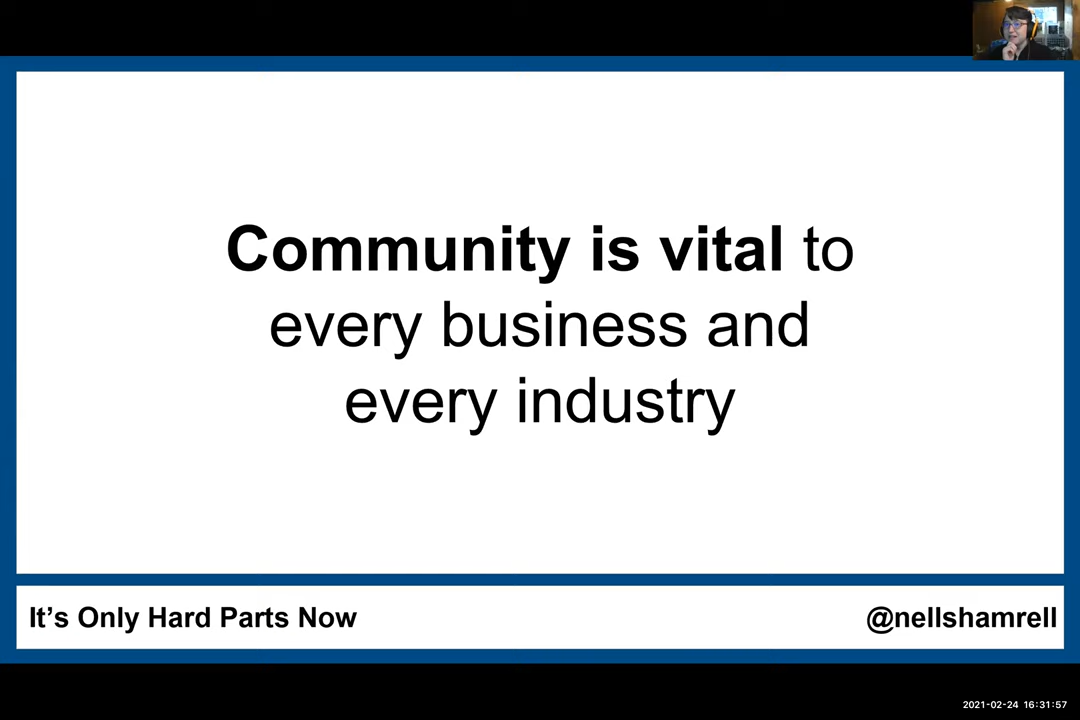 Community is vital to
every business and
every industry
It’s Only Hard Parts Now
@nellshamrell
2021-02-24 16:31:57